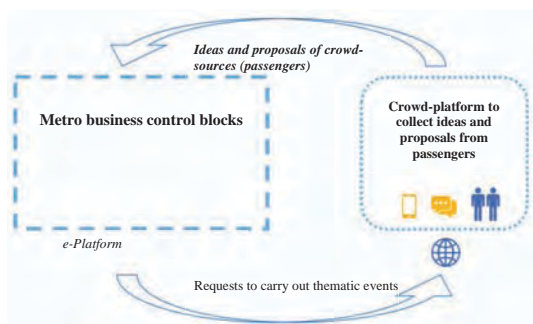 Ideas and proposals of crowd-
sources (passengers)
Metro business control blocks
Crowd-platform to
collect ideas and
proposals from
passengers
e-Platform
Requests to carry out thematic events